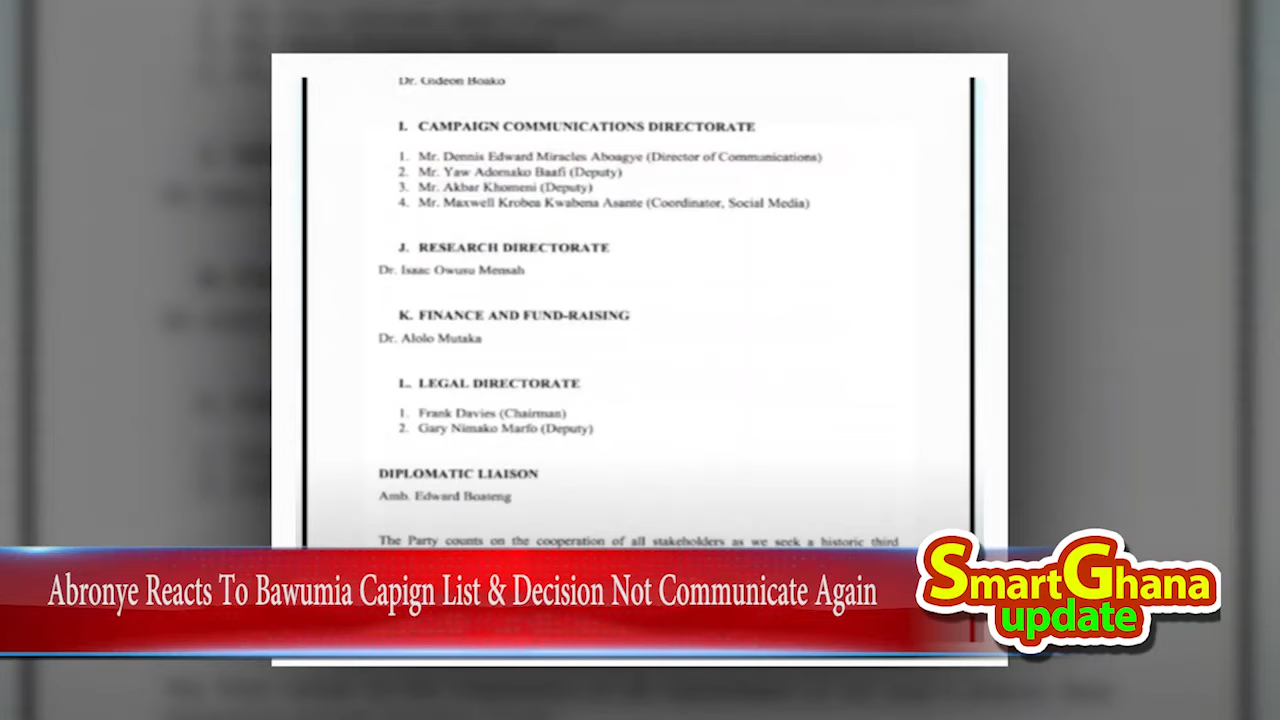 Dr. Gideon Boako
I. CAMPAIGN COMMUNICATIONS DIRECTORATE
1. Mr. Dennis Edward Miracles Aboagye (Director of Communications)
2. Mr. Yaw Adomako Baafi (Deputy)
3. Mr. Akbar Khomeni (Deputy)
4. Mr. Maxwell Krobea Kwabena Asante (Coordinator, Social Media)
J. RESEARCH DIRECTORATE
Dr. Isaac Owusu Mensah
K. FINANCE AND FUND-RAISING
Dr. Alolo Mutaka
L. LEGAL DIRECTORATE
1. Frank Davies (Chairman)
2. Gary Nimako Marfo (Deputy)
DIPLOMATIC LIAISON
Amb. Edward Boateng
The Party counts on the cooperation of all stakeholders as we seek a historic third
Abronye Reacts To Bawumia Capign List & Decision Not Communicate Again
SmartGhana
update